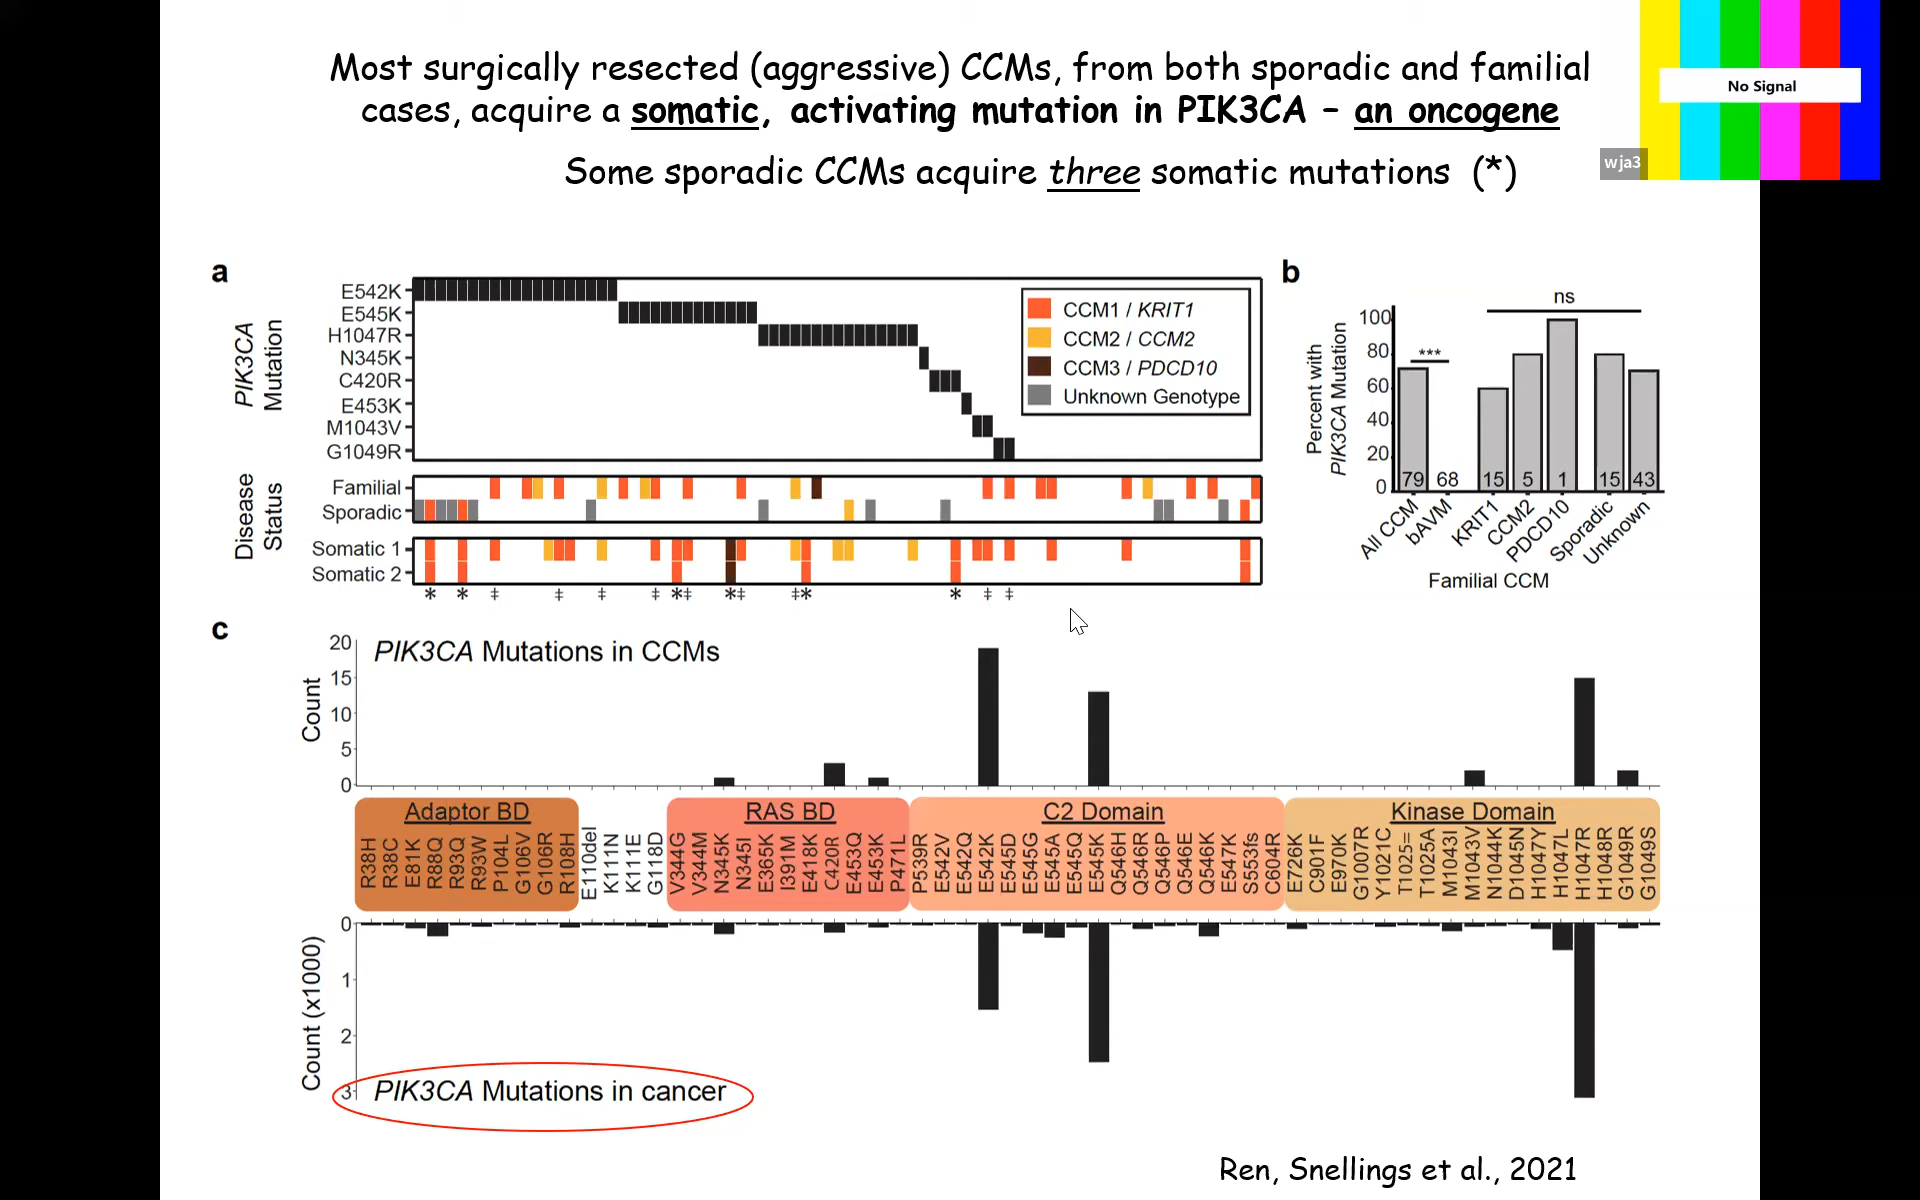 Most surgically resected (aggressive) CCMs, from both sporadic and familial
cases, acquire a somatic, activating mutation in PIK3CA – an oncogene
Some sporadic CCMs acquire three somatic mutations (*)
No Signal
wja3
a
PIK3CA
Mutation
E542K
E545K
H1047R
N345K
C420R
E453K
M1043V
G1049R
CCM1 / KRIT1
CCM2 / CCM2
CCM3 / PDCD10
Unknown Genotype
Disease
Status
Familial
Sporadic
Somatic 1
Somatic 2
* * ‡ ‡ ‡ ‡ *‡ *‡ ‡* * ‡ ‡
b
Percent with
PIK3CA Mutation
100
80
60
40
20
0
ns
***
79 68 15 5 1 15 43
All CCM
bAVM
KRIT1
CCM2
PDCD10
Sporadic
Unknown
Familial CCM
c
PIK3CA Mutations in CCMs
Count
20
15
10
5
0
Adaptor BD
RAS BD
C2 Domain
Kinase Domain
R38H
R38C
E81K
R88Q
R93Q
R93W
P104L
G106V
G106R
R108H
E110del
K111N
K111E
G118D
V344G
V344M
N345K
N345I
E365K
I391M
E418K
C420R
E453Q
E453K
P471L
P539R
E542V
E542Q
E542K
E545D
E545G
E545A
E545Q
E545K
Q546H
Q546R
Q546P
Q546E
Q546K
E547K
S553fs
C604R
E726K
C901F
E970K
G1007R
Y1021C
T1025=
T1025A
M1043I
M1043V
N1044K
D1045N
H1047Y
H1047L
H1047R
H1048R
G1049R
G1049S
Count (x1000)
0
1
2
3
PIK3CA Mutations in cancer
Ren, Snellings et al., 2021